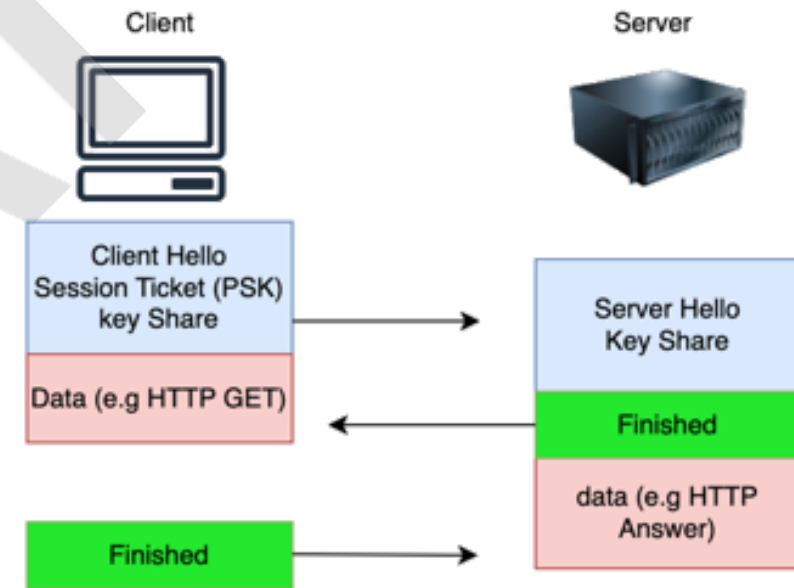 Client
Server
Client Hello
Session Ticket (PSK)
key Share
Data (e.g HTTP GET)
Server Hello
Key Share
Finished
data (e.g HTTP
Answer)
Finished